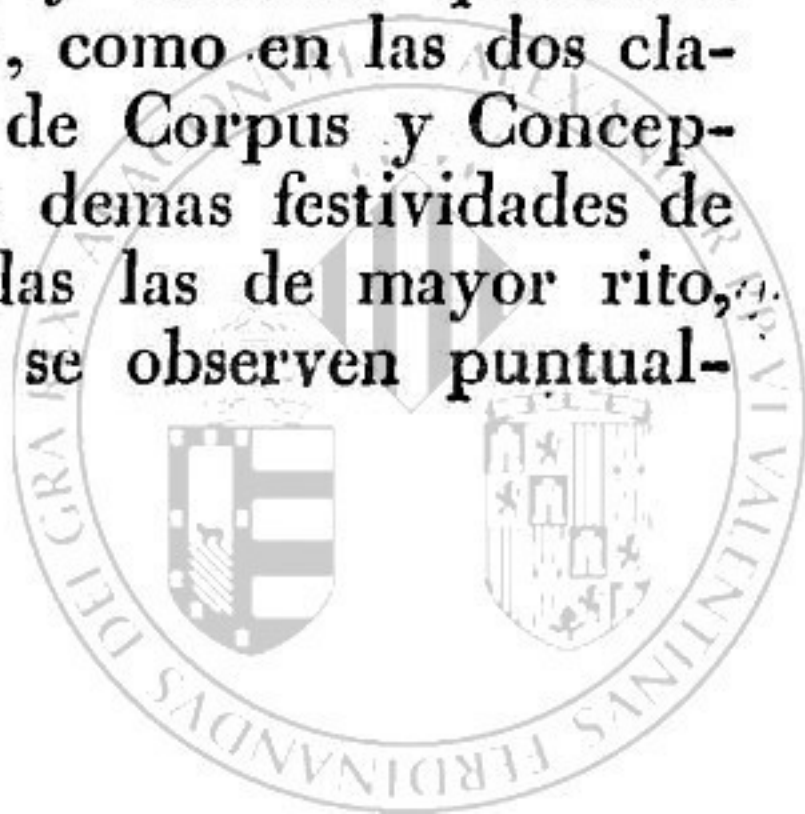 , como en las dos cla-
de Corpus y Concep-
demas festividades de
las las de mayor rito,
se observen puntual-